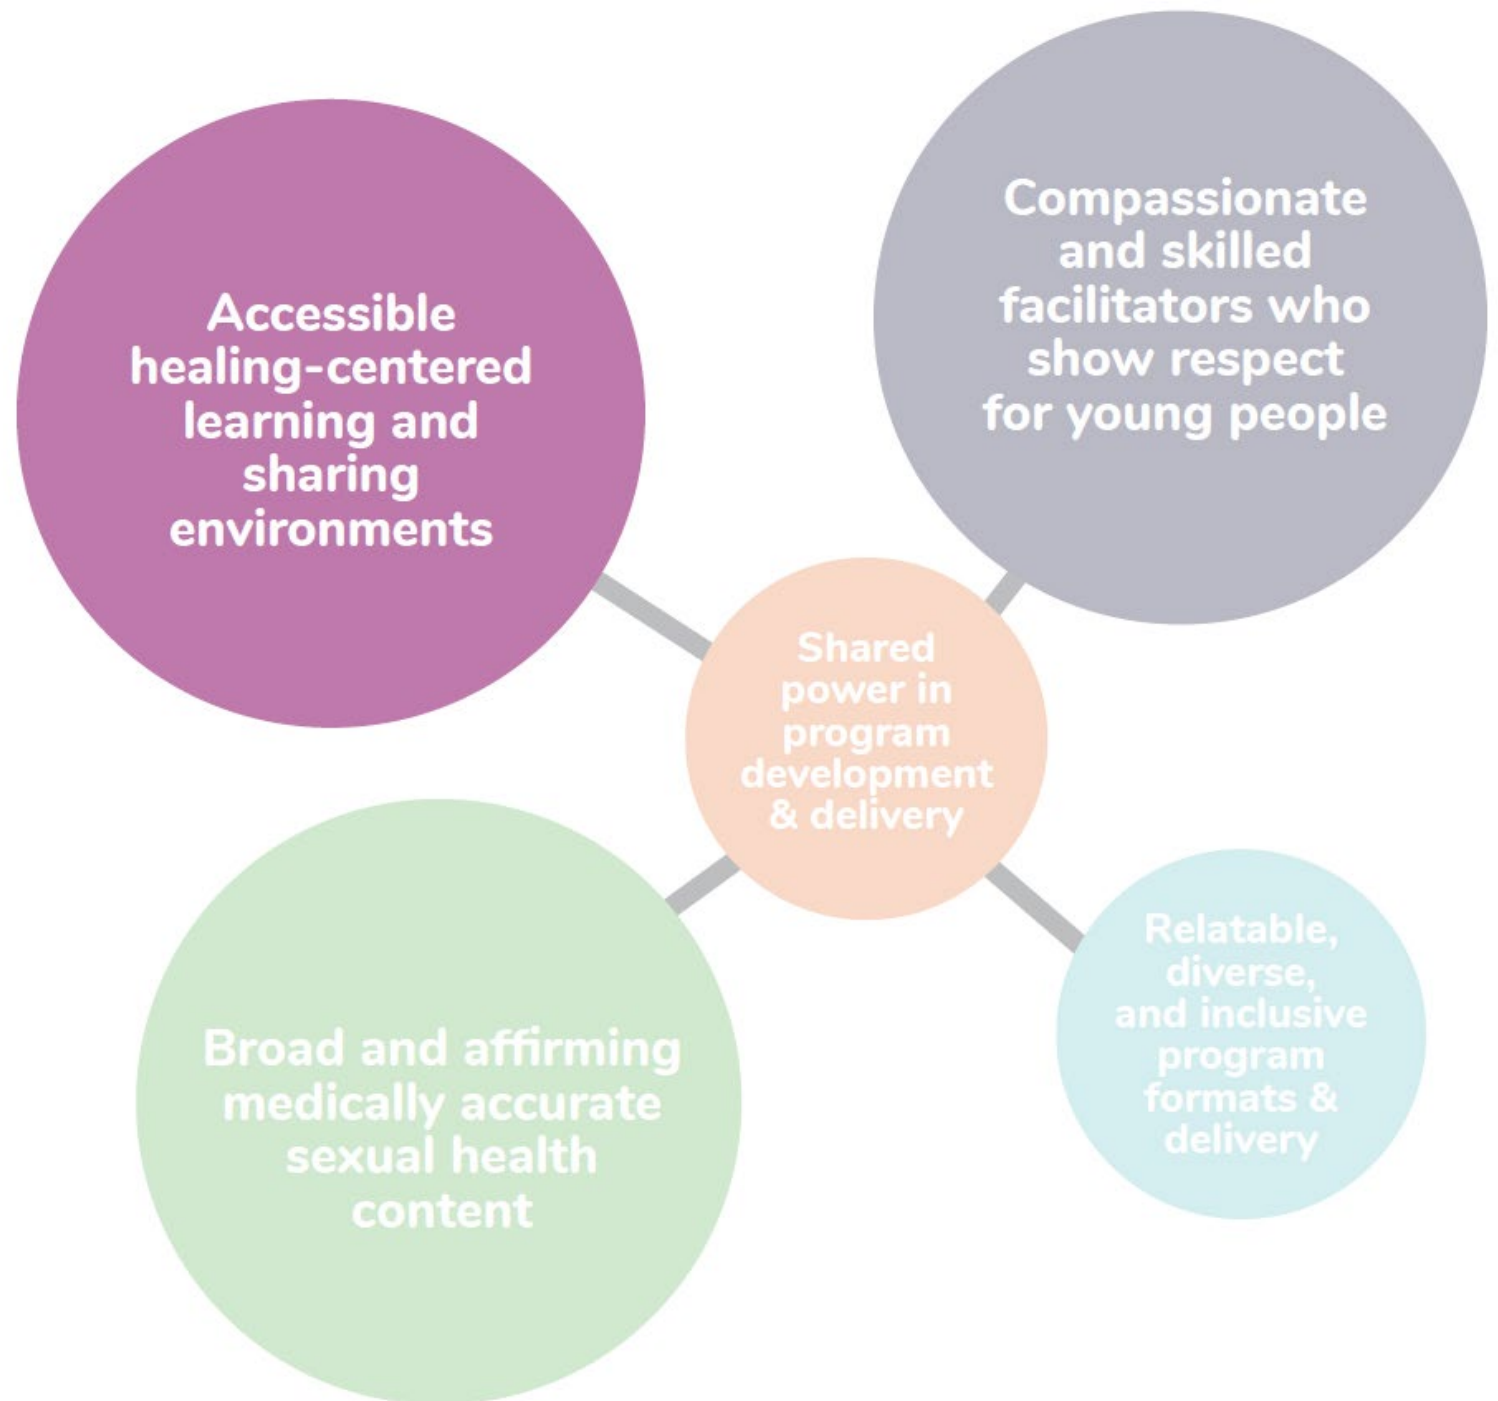 Accessible
healing-centered
learning and
sharing
environments
Compassionate
and skilled
facilitators who
show respect
for young people
Shared
power in
program
development
& delivery
Broad and affirming
medically accurate
sexual health
content
Relatable,
diverse,
and inclusive
program
formats &
delivery